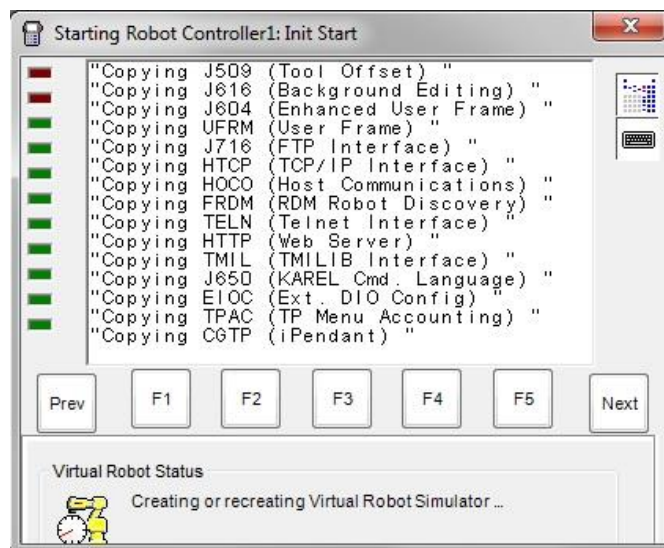 Starting Robot Controller1: Init Start
"Copying J509 (Tool Offset) "
"Copying J616 (Background Editing) "
"Copying J604 (Enhanced User Frame) "
"Copying UFRM (User Frame) "
"Copying J716 (FTP Interface) "
"Copying HTCP (TCP/IP Interface) "
"Copying HOCO (Host Communications) "
"Copying FRDM (RDM Robot Discovery) "
"Copying TELN (Telnet Interface) "
"Copying HTTP (Web Server) "
"Copying TMIL (TMILIB Interface) "
"Copying J650 (KAREL Cmd. Language) "
"Copying EIOC (Ext. DIO Config) "
"Copying TPAC (TP Menu Accounting) "
"Copying CGTP (iPendant) "
Prev F1 F2 F3 F4 F5 Next
Virtual Robot Status
Creating or recreating Virtual Robot Simulator ...